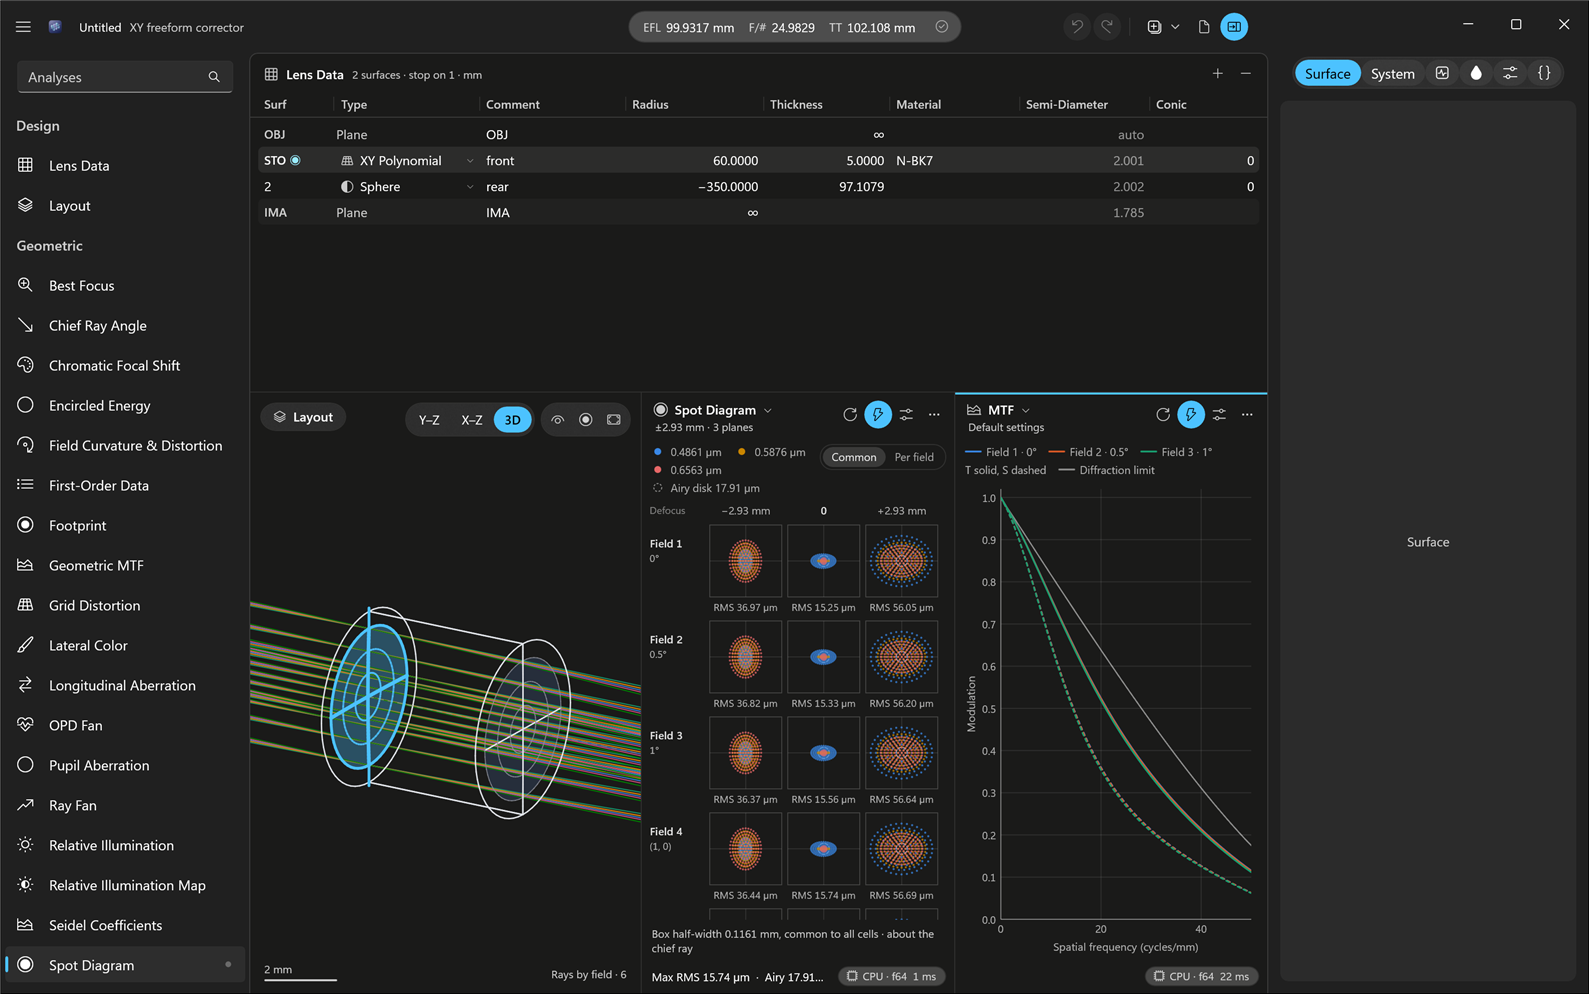 Untitled XY freeform corrector
EFL 99.9317 mm F/# 24.9829 TT 102.108 mm
Analyses
Design
Lens Data
Layout
Geometric
Best Focus
Chief Ray Angle
Chromatic Focal Shift
Encircled Energy
Field Curvature & Distortion
First-Order Data
Footprint
Geometric MTF
Grid Distortion
Lateral Color
Longitudinal Aberration
OPD Fan
Pupil Aberration
Ray Fan
Relative Illumination
Relative Illumination Map
Seidel Coefficients
Spot Diagram
Lens Data 2 surfaces · stop on 1 · mm
Surf Type Comment Radius Thickness Material Semi-Diameter Conic
OBJ Plane OBJ ∞ auto
STO XY Polynomial front 60.0000 5.0000 N-BK7 2.001 0
2 Sphere rear −350.0000 97.1079 2.002 0
IMA Plane IMA ∞ 1.785
Layout Y–Z X–Z 3D
2 mm
Rays by field · 6
Spot Diagram
±2.93 mm · 3 planes
0.4861 µm 0.5876 µm
0.6563 µm
Airy disk 17.91 µm
Common Per field
Defocus −2.93 mm 0 +2.93 mm
Field 1
0°
RMS 36.97 µm RMS 15.25 µm RMS 56.05 µm
Field 2
0.5°
RMS 36.82 µm RMS 15.33 µm RMS 56.20 µm
Field 3
1°
RMS 36.37 µm RMS 15.56 µm RMS 56.64 µm
Field 4
(1, 0)
RMS 36.44 µm RMS 15.74 µm RMS 56.69 µm
Box half-width 0.1161 mm, common to all cells · about the
chief ray
Max RMS 15.74 µm · Airy 17.91...
CPU · f64 1 ms
MTF
Default settings
Field 1 · 0° Field 2 · 0.5° Field 3 · 1°
T solid, S dashed Diffraction limit
1.0
0.9
0.8
0.7
0.6
0.5
0.4
0.3
0.2
0.1
0.0
Modulation
0 20 40
Spatial frequency (cycles/mm)
CPU · f64 22 ms
Surface System { }
Surface